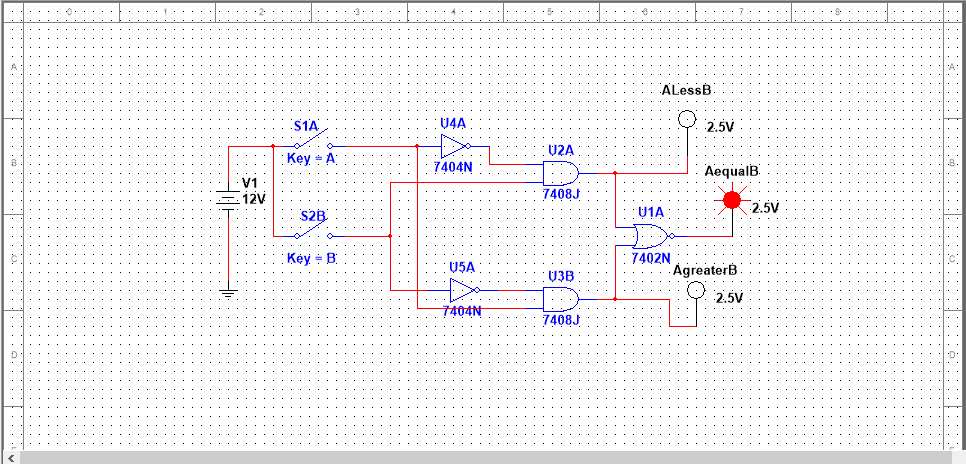 0 1 2 3 4 5 6 7 8
A
A
ALessB
2.5V
S1A
Key = A
U4A
7404N
U2A
7408J
B
B
AequalB
2.5V
V1
12V
S2B
Key = B
U1A
7402N
C
C
U5A
7404N
U3B
7408J
AgreaterB
2.5V
D
D